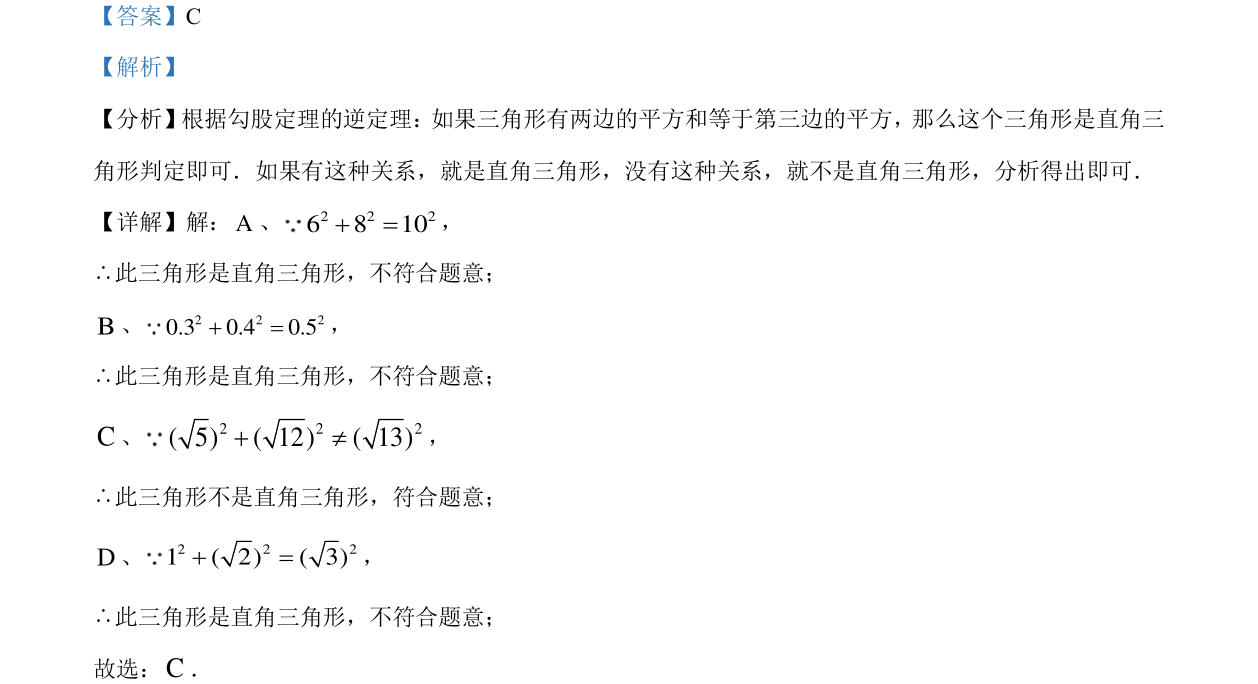 【答案】C
【解析】
【分析】根据勾股定理的逆定理：如果三角形有两边的平方和等于第三边的平方，那么这个三角形是直角三
角形判定即可．如果有这种关系，就是直角三角形，没有这种关系，就不是直角三角形，分析得出即可．
【详解】解：A、∵6²+8²=10²，
∴此三角形是直角三角形，不符合题意；
B、∵0.3²+0.4²=0.5²，
∴此三角形是直角三角形，不符合题意；
C、∵(√5)²+(√12)²≠(√13)²，
∴此三角形不是直角三角形，符合题意；
D、∵1²+(√2)²=(√3)²，
∴此三角形是直角三角形，不符合题意；
故选：C．